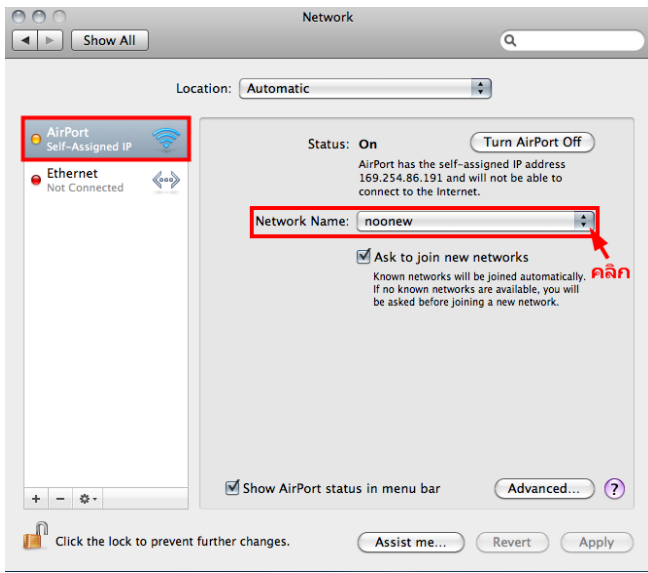 Network
Show All
Location: Automatic
AirPort
Self-Assigned IP
Ethernet
Not Connected
Status: On
Turn AirPort Off
AirPort has the self-assigned IP address
169.254.86.191 and will not be able to
connect to the Internet.
Network Name: noonew
Ask to join new networks
Known networks will be joined automatically.
If no known networks are available, you will
be asked before joining a new network.
คลิก
Show AirPort status in menu bar
Advanced...
?
Click the lock to prevent further changes.
Assist me...
Revert
Apply